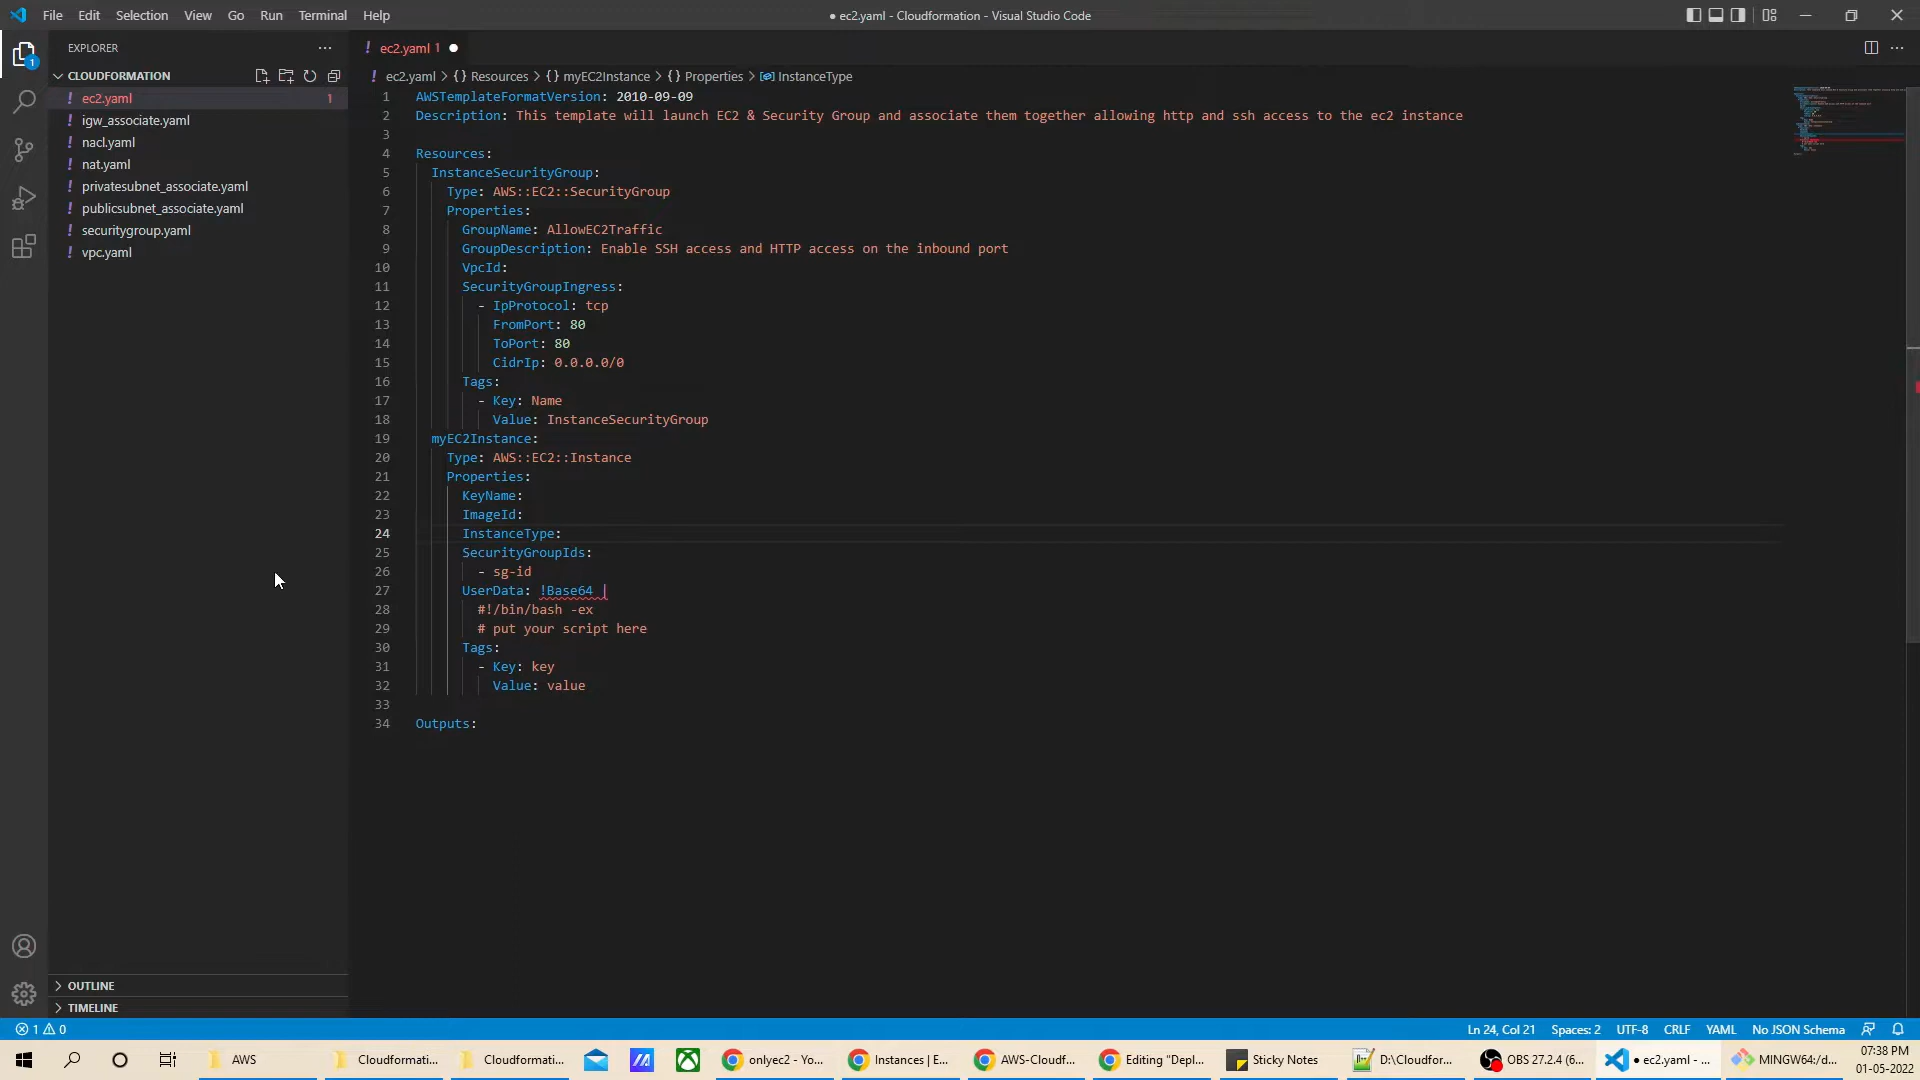 File Edit Selection View Go Run Terminal Help
● ec2.yaml - Cloudformation - Visual Studio Code
EXPLORER
CLOUDFORMATION
! ec2.yaml 1
! igw_associate.yaml
! nacl.yaml
! nat.yaml
! privatesubnet_associate.yaml
! publicsubnet_associate.yaml
! securitygroup.yaml
! vpc.yaml
OUTLINE
TIMELINE
1
! ec2.yaml 1 ●
! ec2.yaml > {} Resources > {} myEC2Instance > {} Properties > InstanceType
1 AWSTemplateFormatVersion: 2010-09-09
2 Description: This template will launch EC2 & Security Group and associate them together allowing http and ssh access to the ec2 instance
3
4 Resources:
5 InstanceSecurityGroup:
6 Type: AWS::EC2::SecurityGroup
7 Properties:
8 GroupName: AllowEC2Traffic
9 GroupDescription: Enable SSH access and HTTP access on the inbound port
10 VpcId:
11 SecurityGroupIngress:
12 - IpProtocol: tcp
13 FromPort: 80
14 ToPort: 80
15 CidrIp: 0.0.0.0/0
16 Tags:
17 - Key: Name
18 Value: InstanceSecurityGroup
19 myEC2Instance:
20 Type: AWS::EC2::Instance
21 Properties:
22 KeyName:
23 ImageId:
24 InstanceType:
25 SecurityGroupIds:
26 - sg-id
27 UserData: !Base64 |
28 #!/bin/bash -ex
29 # put your script here
30 Tags:
31 - Key: key
32 Value: value
33
34 Outputs:
1 0
Ln 24, Col 21 Spaces: 2 UTF-8 CRLF YAML No JSON Schema
AWS Cloudformati... Cloudformati... onlyec2 - Yo... Instances | E... AWS-Cloudf... Editing "Depl... Sticky Notes D:\Cloudfor... OBS 27.2.4 (6... ● ec2.yaml - ... MINGW64:/d...
07:38 PM
01-05-2022